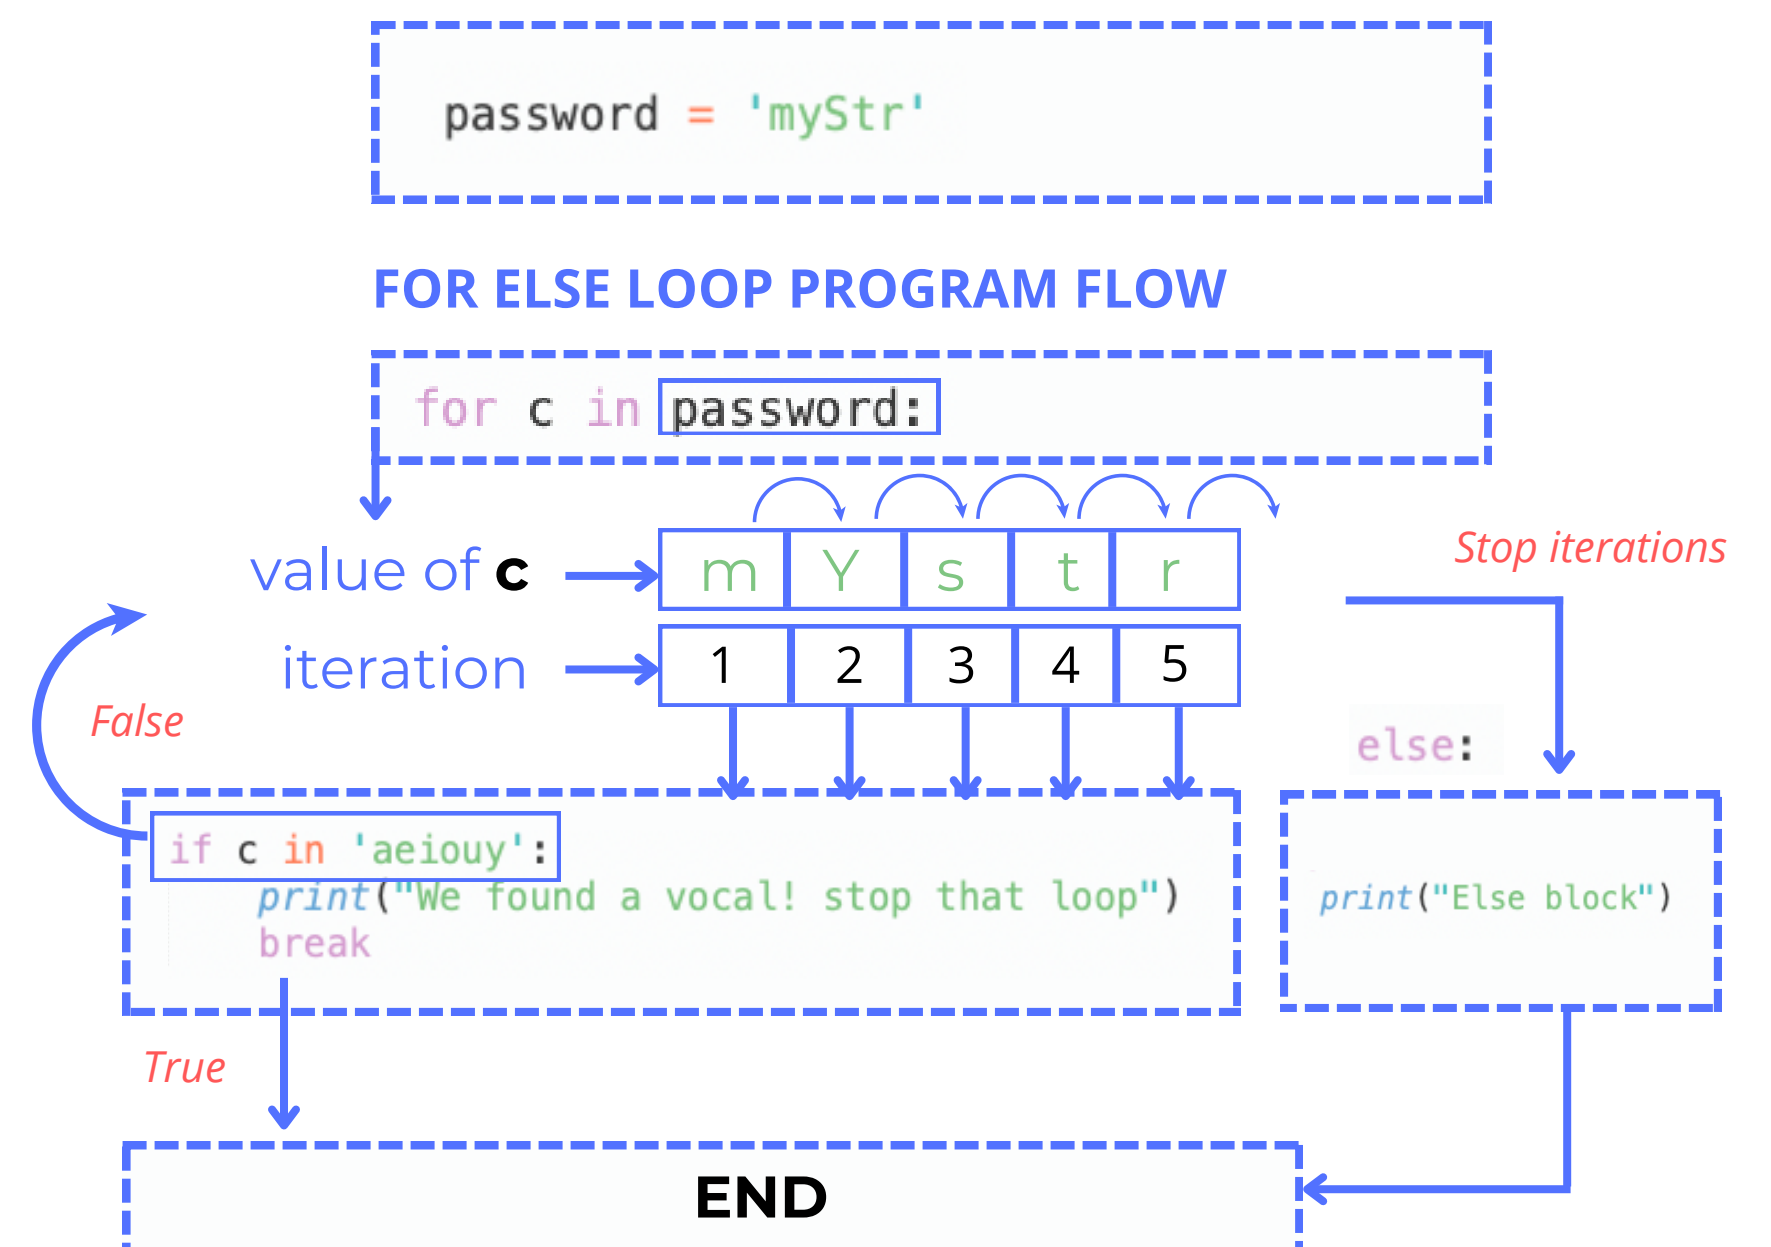 password = 'myStr'
FOR ELSE LOOP PROGRAM FLOW
for c in password:
value of c
m Y s t r
Stop iterations
iteration
1 2 3 4 5
False
else:
if c in 'aeiouy':
print("We found a vocal! stop that loop")
break
print("Else block")
True
END